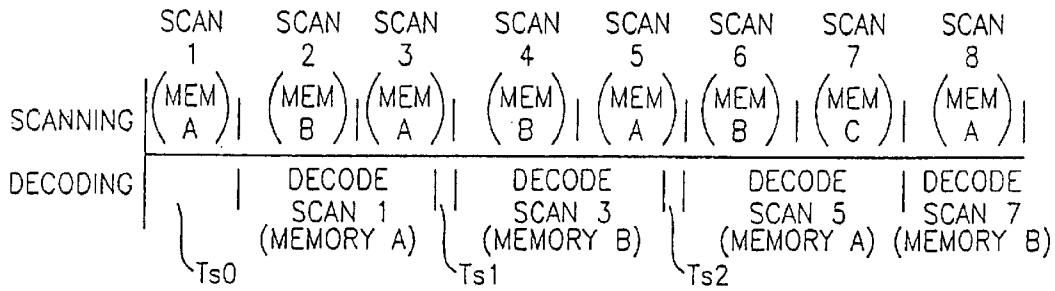 SCAN SCAN SCAN SCAN SCAN SCAN SCAN SCAN
1 2 3 4 5 6 7 8
SCANNING (MEM A) (MEM B) (MEM A) (MEM B) (MEM A) (MEM B) (MEM C) (MEM A)
DECODING DECODE DECODE DECODE DECODE
SCAN 1 SCAN 3 SCAN 5 SCAN 7
(MEMORY A) (MEMORY B) (MEMORY A) (MEMORY B)
Ts0 Ts1 Ts2